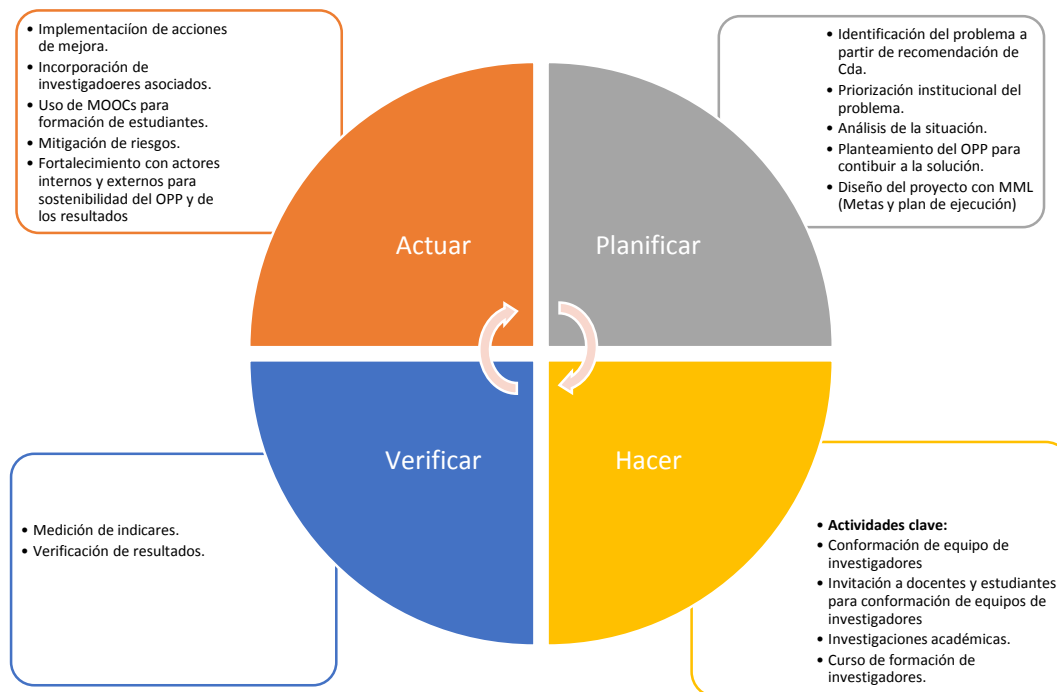 • Implementaciíon de acciones
de mejora.
• Incorporación de
investigadoeres asociados.
• Uso de MOOCs para
formación de estudiantes.
• Mitigación de riesgos.
• Fortalecimiento con actores
internos y externos para
sostenibilidad del OPP y de
los resultados
• Identificación del problema a
partir de recomendación de
Cda.
• Priorización institucional del
problema.
• Análisis de la situación.
• Planteamiento del OPP para
contibuir a la solución.
• Diseño del proyecto con MML
(Metas y plan de ejecución)
Actuar
Planificar
Verificar
Hacer
• Medición de indicares.
• Verificación de resultados.
• Actividades clave:
• Conformación de equipo de
investigadores
• Invitación a docentes y estudiantes
para conformación de equipos de
investigadores
• Investigaciones académicas.
• Curso de formación de
investigadores.